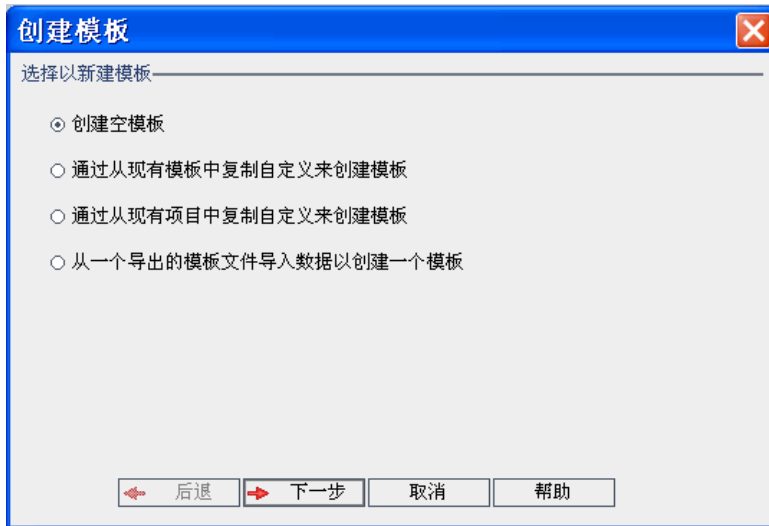 创建模板
选择以新建模板
创建空模板
通过从现有模板中复制自定义来创建模板
通过从现有项目中复制自定义来创建模板
从一个导出的模板文件导入数据以创建一个模板
后退 下一步 取消 帮助